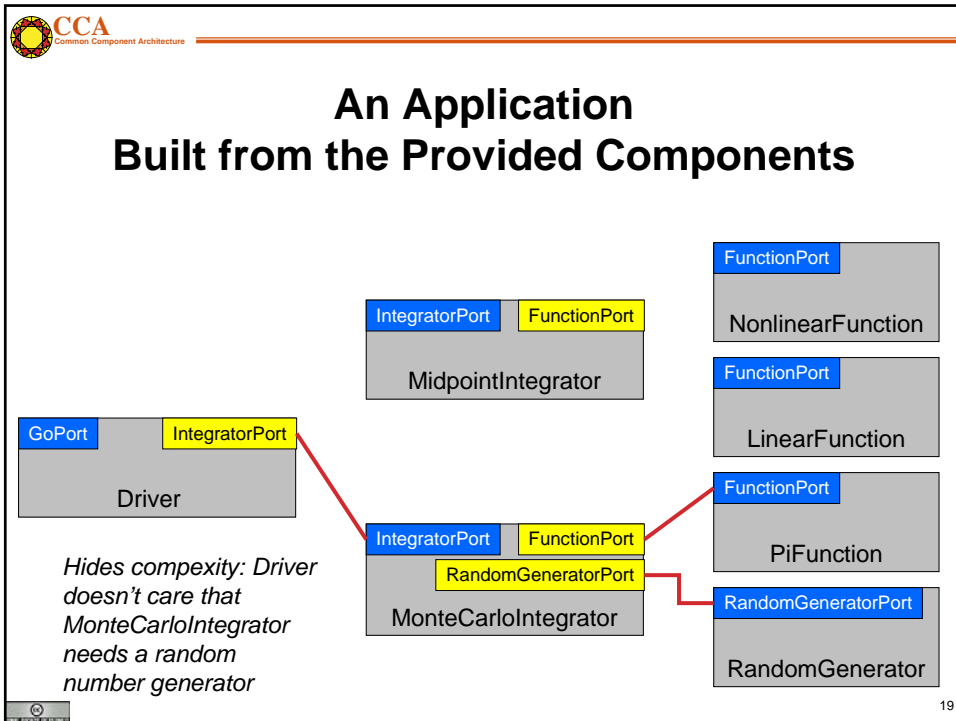 CCA
Common Component Architecture
An Application
Built from the Provided Components
FunctionPort
NonlinearFunction
IntegratorPort FunctionPort
MidpointIntegrator
FunctionPort
LinearFunction
GoPort IntegratorPort
Driver
FunctionPort
PiFunction
IntegratorPort FunctionPort
RandomGeneratorPort
MonteCarloIntegrator
RandomGeneratorPort
RandomGenerator
Hides compexity: Driver
doesn’t care that
MonteCarloIntegrator
needs a random
number generator
cc
19